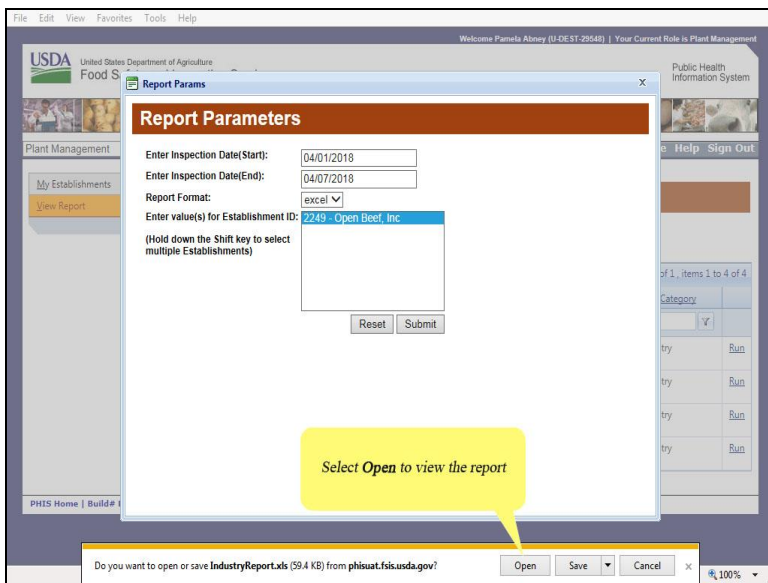 File Edit View Favorites Tools Help
Welcome Pamela Abney (U-DEST-29548) | Your Current Role is Plant Management
USDA United States Department of Agriculture
Food S
Public Health
Information System
Report Params x
Report Parameters
Plant Management
Help Sign Out
My Establishments
View Report
Enter Inspection Date(Start): 04/01/2018
Enter Inspection Date(End): 04/07/2018
Report Format: excel
Enter value(s) for Establishment ID: 2249 - Open Beef, Inc
(Hold down the Shift key to select
multiple Establishments)
of 1, items 1 to 4 of 4
Category
Reset Submit
try Run
try Run
try Run
try Run
Select Open to view the report
PHIS Home | Build#
Do you want to open or save IndustryReport.xls (59.4 KB) from phisuat.fsis.usda.gov? Open Save Cancel x
100%